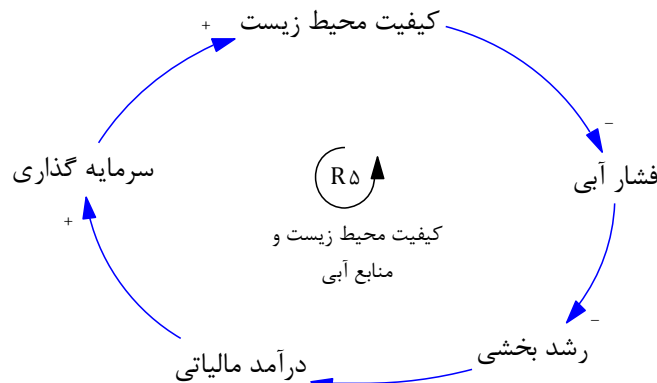 کیفیت محیط زیست
+
–
سرمایه گذاری
R۵
فشار آبی
+
کیفیت محیط زیست و
منابع آبی
–
رشد بخشی
درآمد مالیاتی